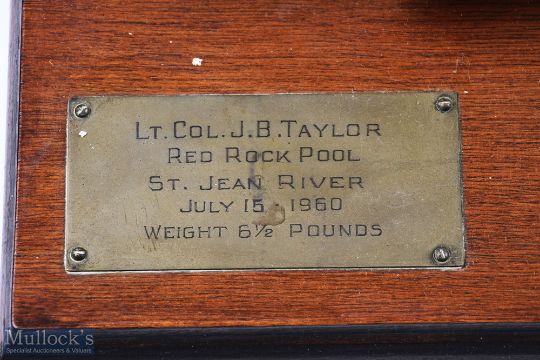 LT. COL. J.B. TAYLOR
RED ROCK POOL
ST. JEAN RIVER
JULY 15 · 1960
WEIGHT 6½ POUNDS
MULLOCK'S
Specialist Auctioneers & Valuers